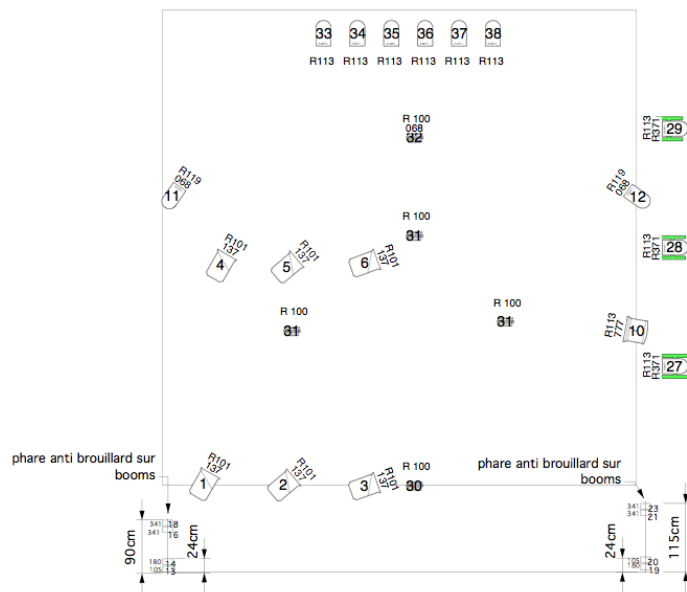 33 34 35 36 37 38
R113 R113 R113 R113 R113 R113
R 100
068
32
R113
R371
29
R119
068
11
R119
068
12
R 100
31
R113
R371
28
R101
137
4
R101
137
5
R101
137
6
R 100
31
R 100
31
R113
777
10
R113
R371
27
phare anti brouillard sur
booms
phare anti brouillard sur
booms
R101
137
1
R101
137
2
R101
137
3
R 100
30
341 18
341 16
180 14
105 13
90cm
24cm
341 23
341 21
105 20
180 19
24cm
115cm